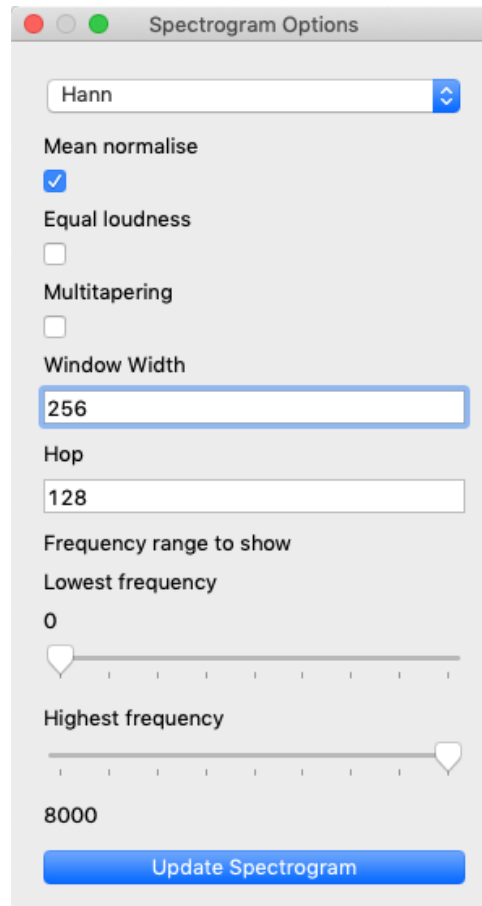 Spectrogram Options
Hann
Mean normalise
Equal loudness
Multitapering
Window Width
256
Hop
128
Frequency range to show
Lowest frequency
0
Highest frequency
8000
Update Spectrogram